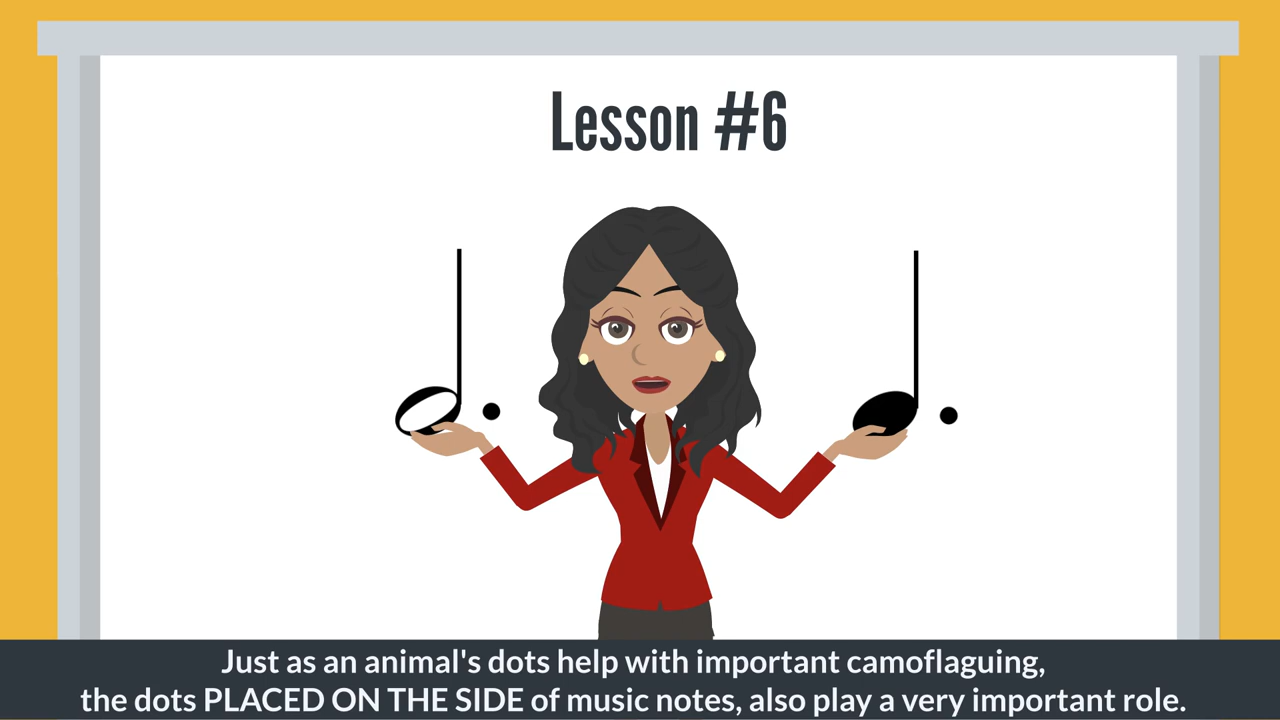 Lesson #6
Just as an animal's dots help with important camoflaguing,
the dots PLACED ON THE SIDE of music notes, also play a very important role.